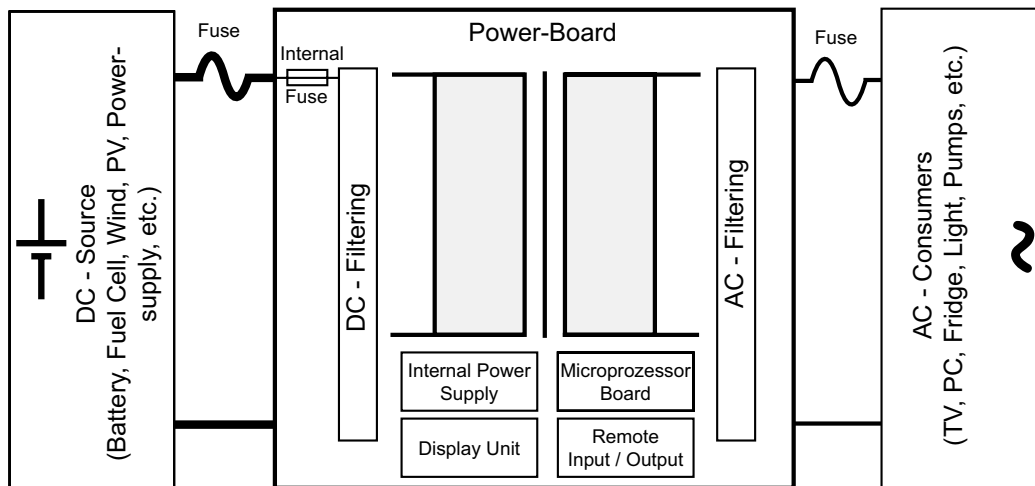 Fuse
Power-Board
Fuse
Internal
Fuse
DC - Source
(Battery, Fuel Cell, Wind, PV, Power-
supply, etc.)
DC - Filtering
AC - Filtering
AC - Consumers
(TV, PC, Fridge, Light, Pumps, etc.)
Internal Power
Supply
Microprozessor
Board
Display Unit
Remote
Input / Output